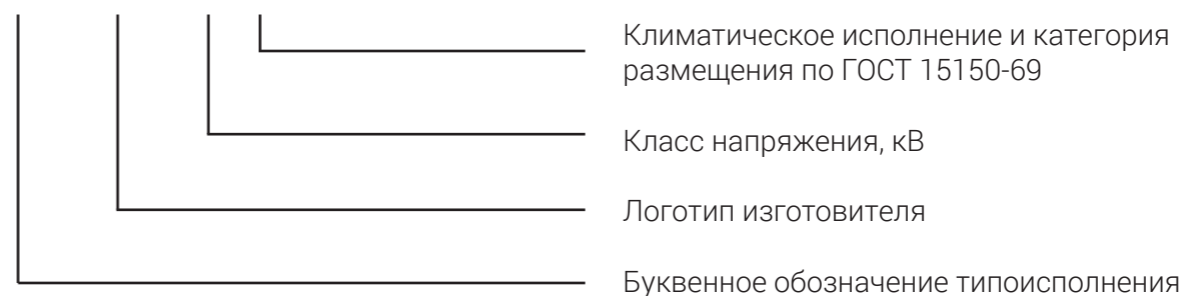 Климатическое исполнение и категория
размещения по ГОСТ 15150-69
Класс напряжения, кВ
Логотип изготовителя
Буквенное обозначение типоисполнения